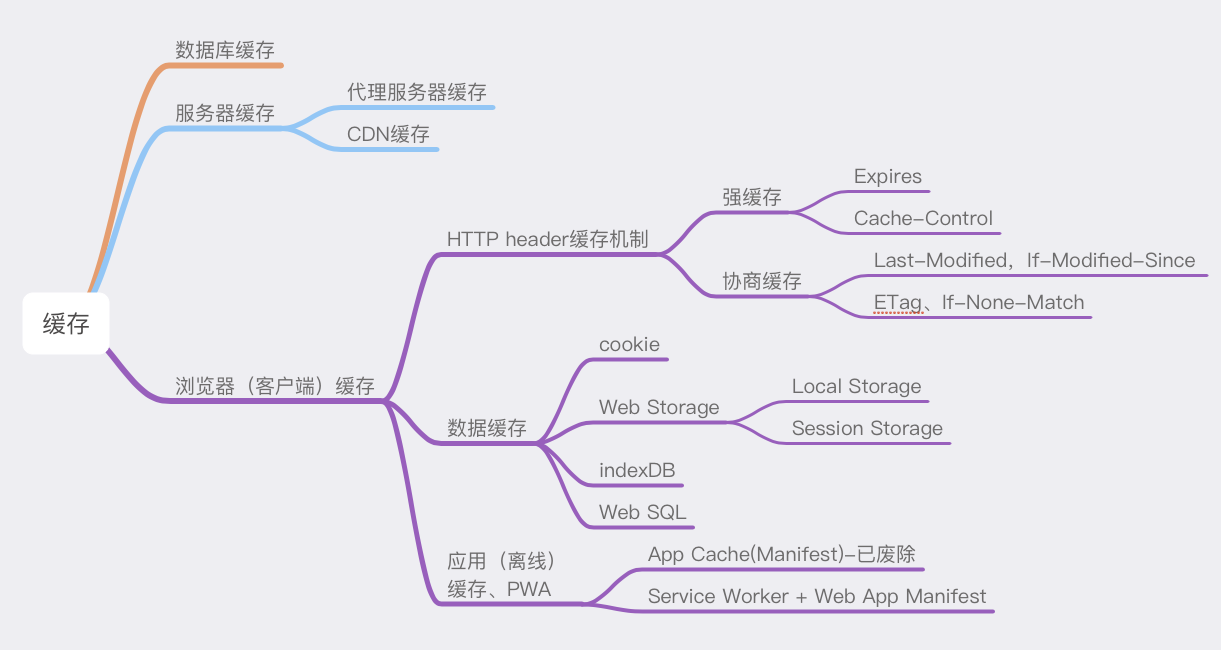 数据库缓存
代理服务器缓存
服务器缓存
CDN缓存
Expires
强缓存
Cache-Control
HTTP header缓存机制
Last-Modified，If-Modified-Since
协商缓存
ETag、If-None-Match
缓存
cookie
浏览器（客户端）缓存
Local Storage
Web Storage
数据缓存
Session Storage
indexDB
Web SQL
应用（离线）
缓存、PWA
App Cache(Manifest)-已废除
Service Worker + Web App Manifest